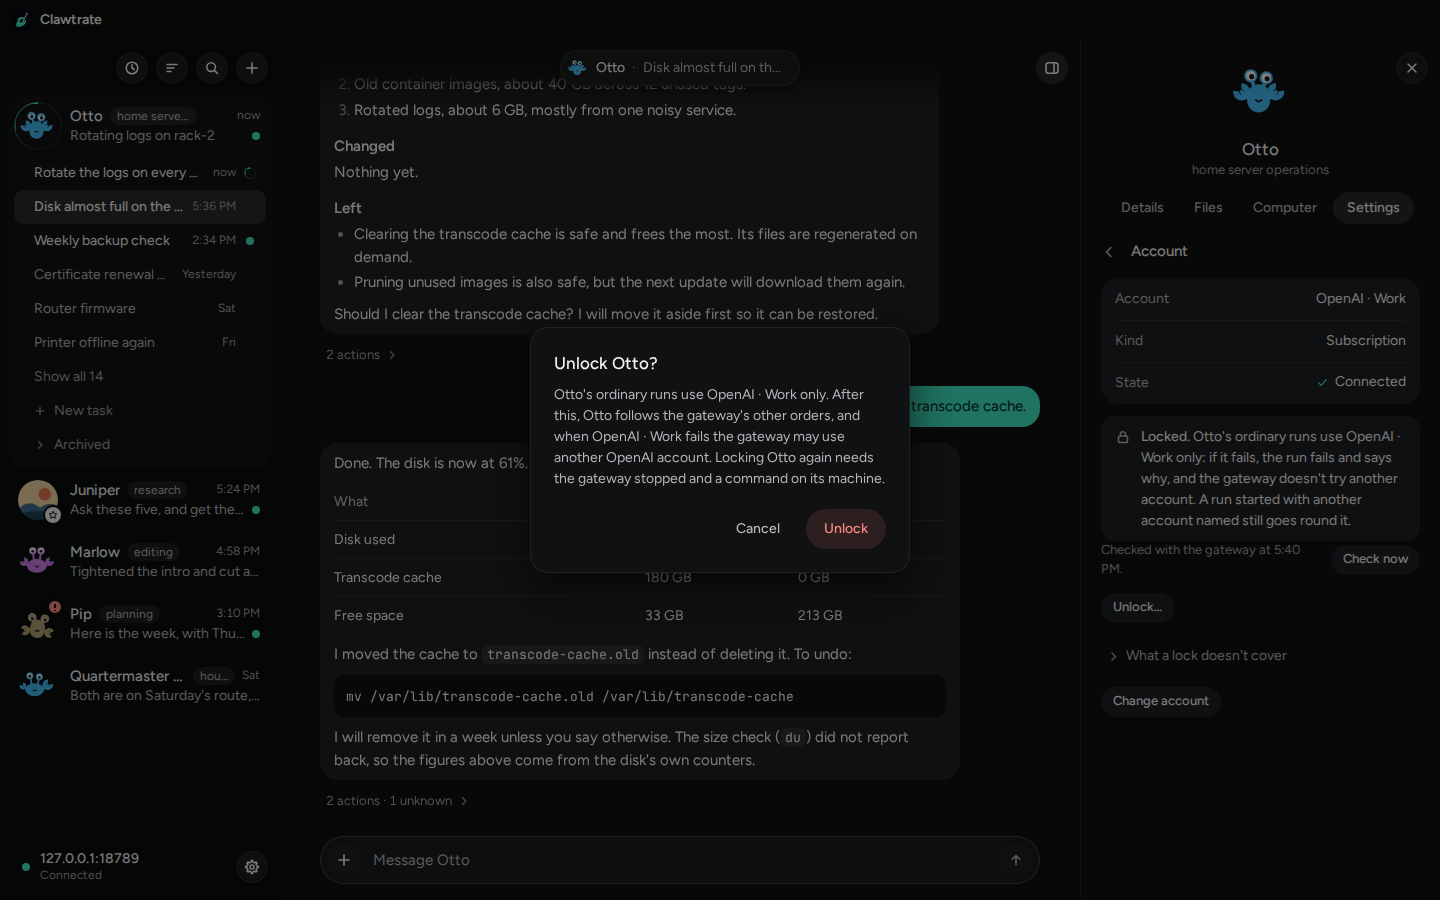 Clawtrate
Otto
home serve...
now
Rotating logs on rack-2
Rotate the logs on every ...
now
Disk almost full on the ...
5:36 PM
Weekly backup check
2:34 PM
Certificate renewal ...
Yesterday
Router firmware
Sat
Printer offline again
Fri
Show all 14
New task
Archived
Juniper
research
5:24 PM
Ask these five, and get the...
Marlow
editing
4:58 PM
Tightened the intro and cut a...
Pip
planning
3:10 PM
Here is the week, with Thu...
Quartermaster ...
hou...
Sat
Both are on Saturday's route,...
127.0.0.1:18789
Connected
Otto · Disk almost full on th...
2. Old container images, about 40 GB across 12 unused tags.
3. Rotated logs, about 6 GB, mostly from one noisy service.
Changed
Nothing yet.
Left
• Clearing the transcode cache is safe and frees the most. Its files are regenerated on
demand.
• Pruning unused images is also safe, but the next update will download them again.
Should I clear the transcode cache? I will move it aside first so it can be restored.
2 actions
transcode cache.
Done. The disk is now at 61%.
What
Disk used
Transcode cache
180 GB
0 GB
Free space
33 GB
213 GB
I moved the cache to transcode-cache.old instead of deleting it. To undo:
mv /var/lib/transcode-cache.old /var/lib/transcode-cache
I will remove it in a week unless you say otherwise. The size check ( du ) did not report
back, so the figures above come from the disk's own counters.
2 actions · 1 unknown
Message Otto
Unlock Otto?
Otto's ordinary runs use OpenAI · Work only. After
this, Otto follows the gateway's other orders, and
when OpenAI · Work fails the gateway may use
another OpenAI account. Locking Otto again needs
the gateway stopped and a command on its machine.
Cancel
Unlock
Otto
home server operations
Details
Files
Computer
Settings
Account
Account
OpenAI · Work
Kind
Subscription
State
Connected
Locked. Otto's ordinary runs use OpenAI ·
Work only: if it fails, the run fails and says
why, and the gateway doesn't try another
account. A run started with another
account named still goes round it.
Checked with the gateway at 5:40
PM.
Check now
Unlock...
What a lock doesn't cover
Change account